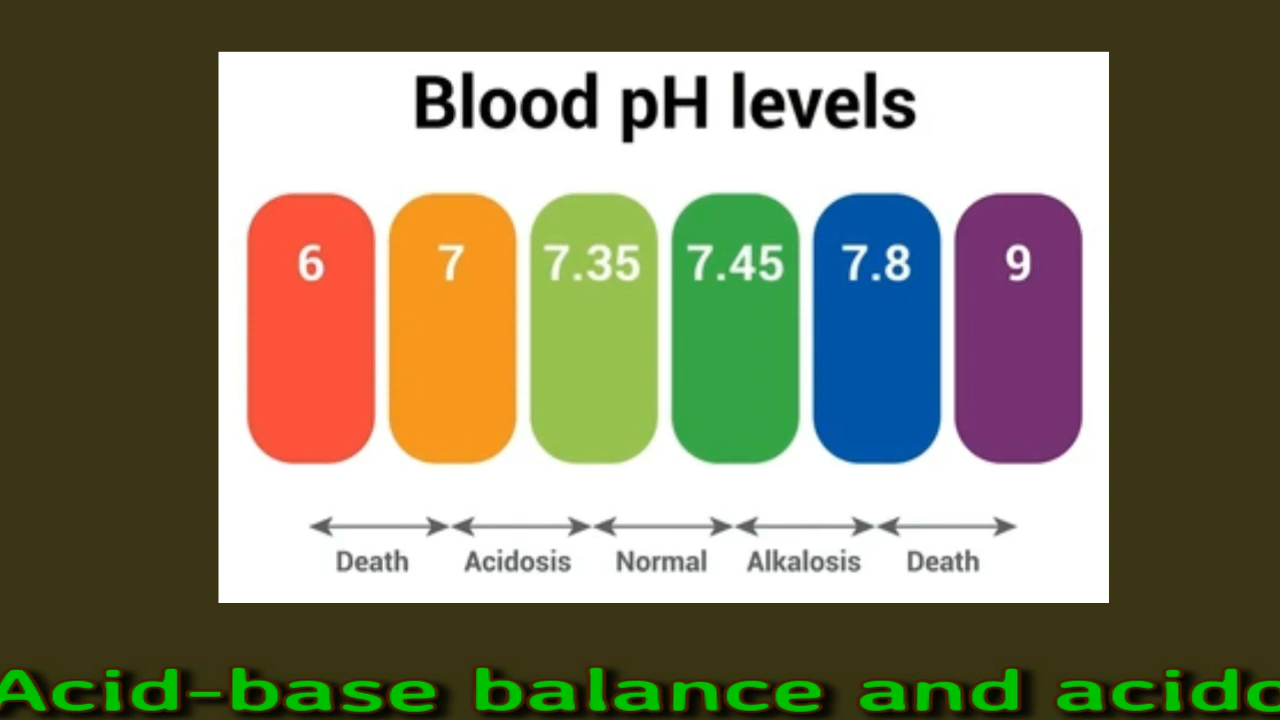 Blood pH levels
6 7 7.35 7.45 7.8 9
Death Acidosis Normal Alkalosis Death
Acid-base balance and acido